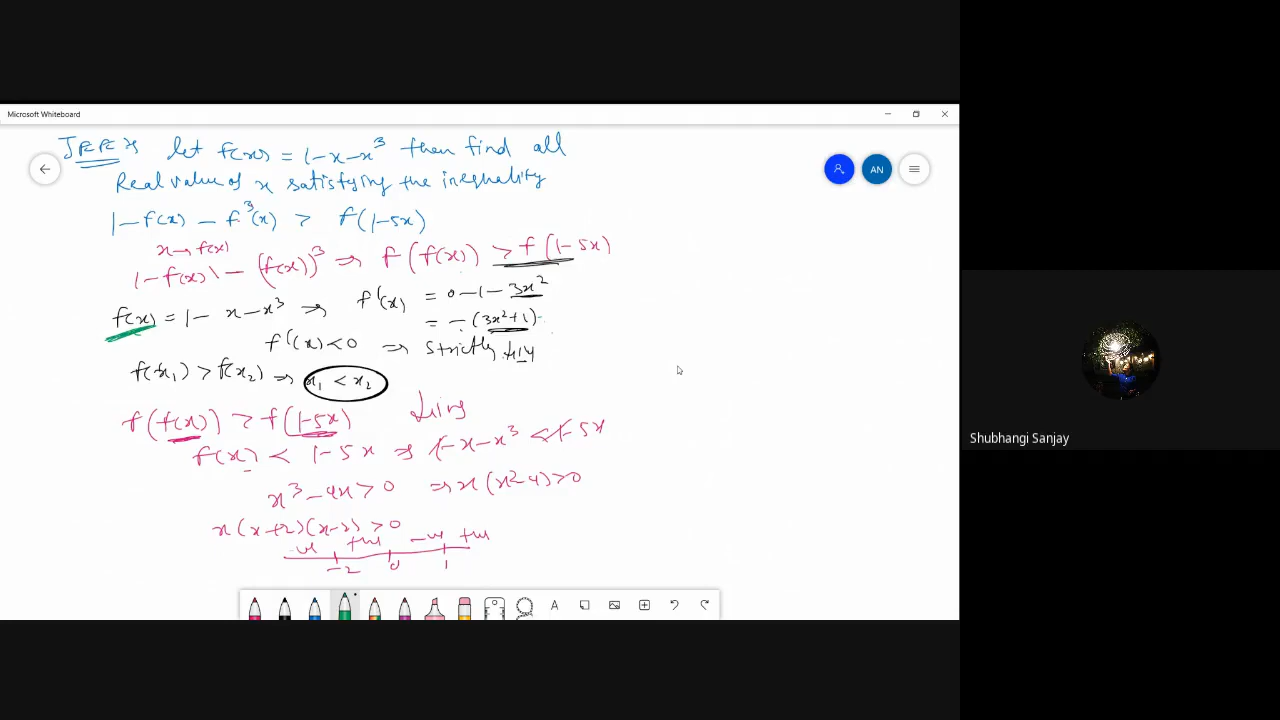 Microsoft Whiteboard
let f(x) = 1-x-x³ then find all
Real value of x satisfying the inequality
1-f(x) - f³(x) > f(1-5x)
x→f(x)
1-f(x) - (f(x))³ ⇒ f(f(x)) > f(1-5x)
f(x) = 1- x-x³ ⇒ f'(x) = 0-1-3x²
= -(3x²+1)
f'(x)<0 ⇒ Strictly
f(x₁) > f(x₂) ⇒ x₁ < x₂
f(f(x)) > f(1-5x)
f(x) < 1-5x ⇒ 1-x-x³ < 1-5x
x³-4x>0 ⇒ x(x²-4)>0
x(x+2)(x-2)>0
-ve +ve -ve +ve
-2 0 1
AN
A
Shubhangi Sanjay